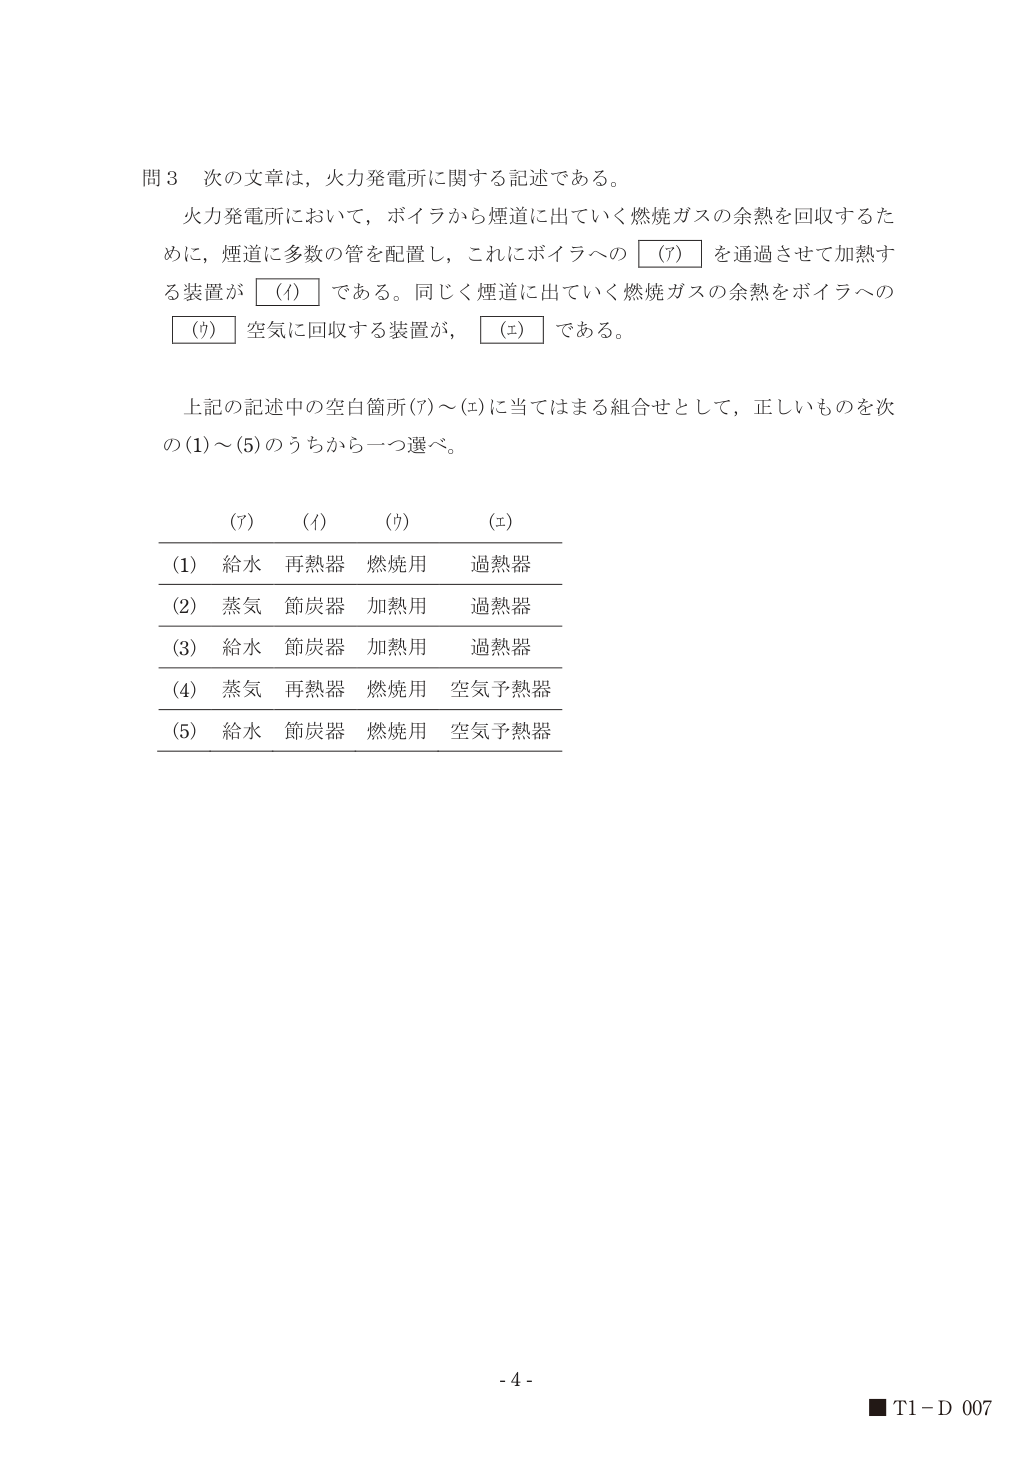 問3 次の文章は，火力発電所に関する記述である。
火力発電所において，ボイラから煙道に出ていく燃焼ガスの余熱を回収するた
めに，煙道に多数の管を配置し，これにボイラへの (ア) を通過させて加熱す
る装置が (イ) である。同じく煙道に出ていく燃焼ガスの余熱をボイラへの
(ウ) 空気に回収する装置が， (エ) である。
上記の記述中の空白箇所(ア)～(エ)に当てはまる組合せとして，正しいものを次
の(1)～(5)のうちから一つ選べ。
(ア) (イ) (ウ) (エ)
(1) 給水 再熱器 燃焼用 過熱器
(2) 蒸気 節炭器 加熱用 過熱器
(3) 給水 節炭器 加熱用 過熱器
(4) 蒸気 再熱器 燃焼用 空気予熱器
(5) 給水 節炭器 燃焼用 空気予熱器
- 4 -
■ T1－D 007